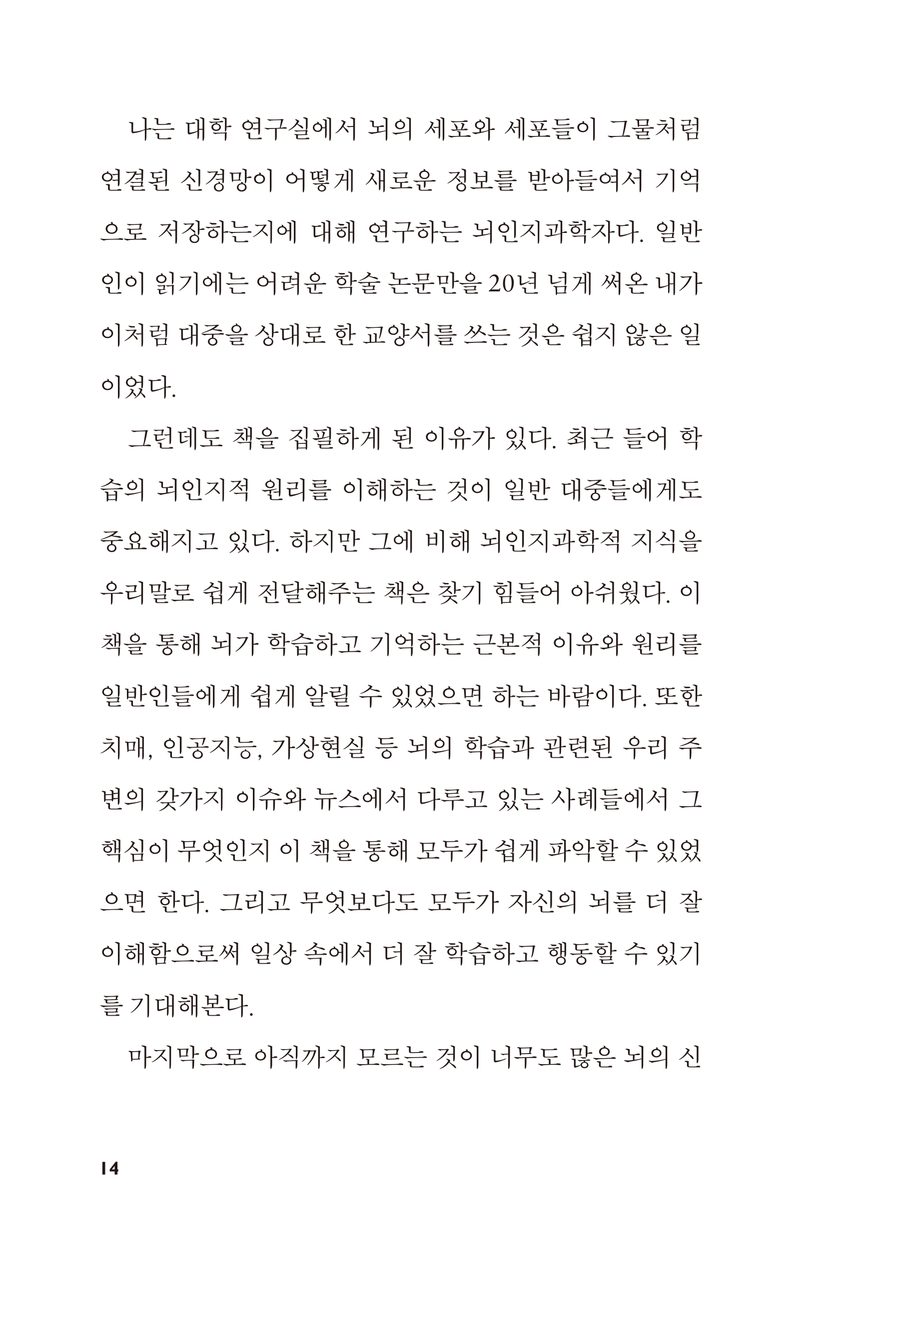 나는 대학 연구실에서 뇌의 세포와 세포들이 그물처럼
연결된 신경망이 어떻게 새로운 정보를 받아들여서 기억
으로 저장하는지에 대해 연구하는 뇌인지과학자다. 일반
인이 읽기에는 어려운 학술 논문만을 20년 넘게 써온 내가
이처럼 대중을 상대로 한 교양서를 쓰는 것은 쉽지 않은 일
이었다.
그런데도 책을 집필하게 된 이유가 있다. 최근 들어 학
습의 뇌인지적 원리를 이해하는 것이 일반 대중들에게도
중요해지고 있다. 하지만 그에 비해 뇌인지과학적 지식을
우리말로 쉽게 전달해주는 책은 찾기 힘들어 아쉬웠다. 이
책을 통해 뇌가 학습하고 기억하는 근본적 이유와 원리를
일반인들에게 쉽게 알릴 수 있었으면 하는 바람이다. 또한
치매, 인공지능, 가상현실 등 뇌의 학습과 관련된 우리 주
변의 갖가지 이슈와 뉴스에서 다루고 있는 사례들에서 그
핵심이 무엇인지 이 책을 통해 모두가 쉽게 파악할 수 있었
으면 한다. 그리고 무엇보다도 모두가 자신의 뇌를 더 잘
이해함으로써 일상 속에서 더 잘 학습하고 행동할 수 있기
를 기대해본다.
마지막으로 아직까지 모르는 것이 너무도 많은 뇌의 신
14